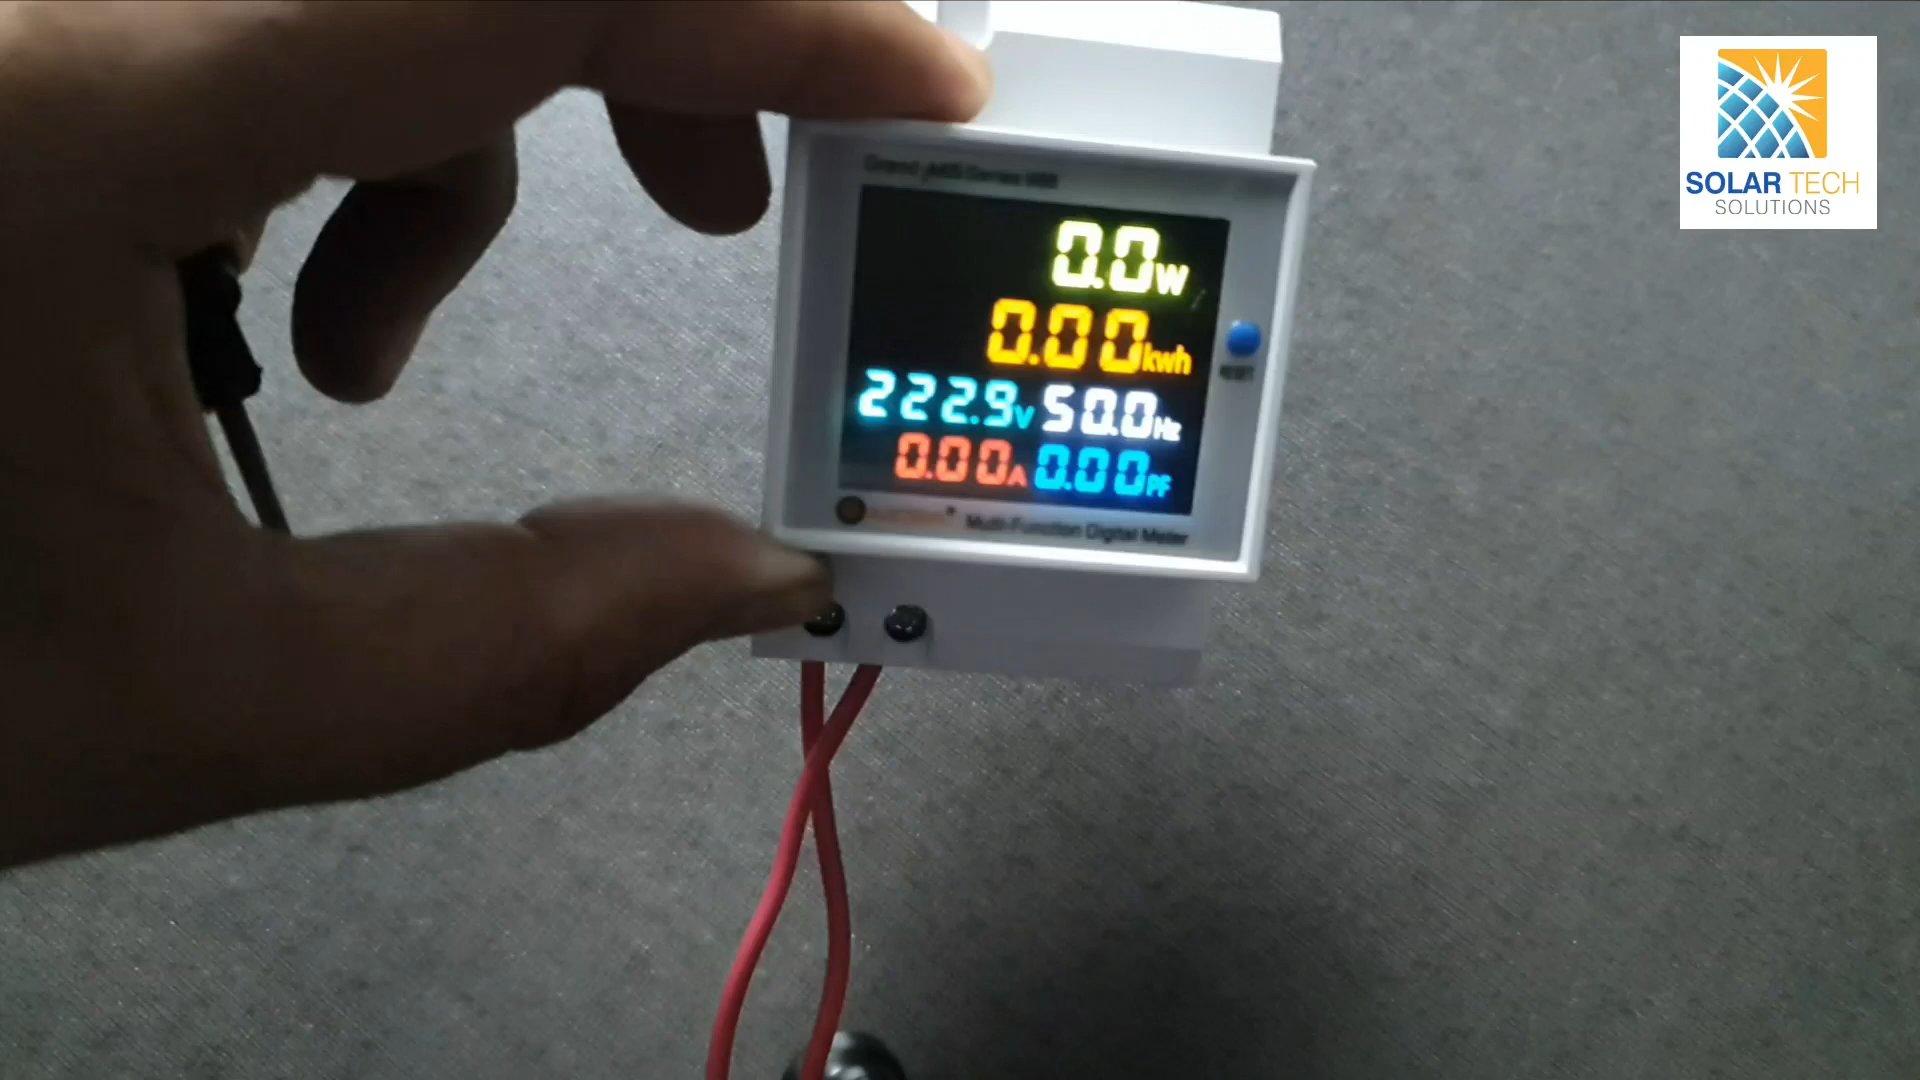 SOLAR TECH
SOLUTIONS
0.0W
0.00kwh
222.9V 50.0Hz
0.00A 0.00PF
Multi-Function Digital Meter